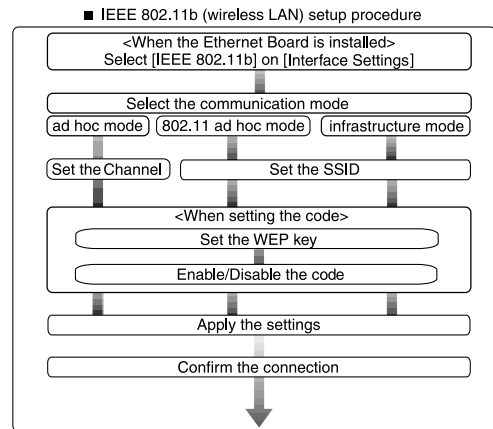 ■ IEEE 802.11b (wireless LAN) setup procedure
<When the Ethernet Board is installed>
Select [IEEE 802.11b] on [Interface Settings]
Select the communication mode
ad hoc mode 802.11 ad hoc mode infrastructure mode
Set the Channel Set the SSID
<When setting the code>
Set the WEP key
Enable/Disable the code
Apply the settings
Confirm the connection